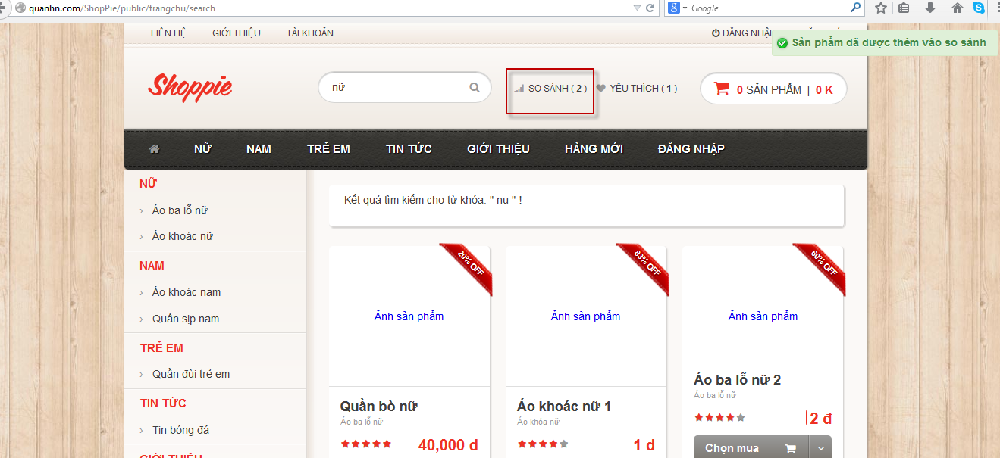 quanhn.com/ShopPie/public/trangchu/search
Google
LIÊN HỆ GIỚI THIỆU TÀI KHOẢN
ĐĂNG NHẬP
Sản phẩm đã được thêm vào so sánh
Shoppie
nữ
SO SÁNH ( 2 )
YÊU THÍCH ( 1 )
0 SẢN PHẨM | 0 K
NỮ NAM TRẺ EM TIN TỨC GIỚI THIỆU HÀNG MỚI ĐĂNG NHẬP
NỮ
Áo ba lỗ nữ
Áo khoác nữ
NAM
Áo khoác nam
Quần sịp nam
TRẺ EM
Quần đùi trẻ em
TIN TỨC
Tin bóng đá
GIỚI THIỆU
Kết quả tìm kiếm cho từ khóa: " nu " !
20% OFF
Ảnh sản phẩm
Quần bò nữ
Áo ba lỗ nữ
40,000 đ
83% OFF
Ảnh sản phẩm
Áo khoác nữ 1
Áo khóa nữ
1 đ
60% OFF
Ảnh sản phẩm
Áo ba lỗ nữ 2
Áo ba lỗ nữ
2 đ
Chọn mua